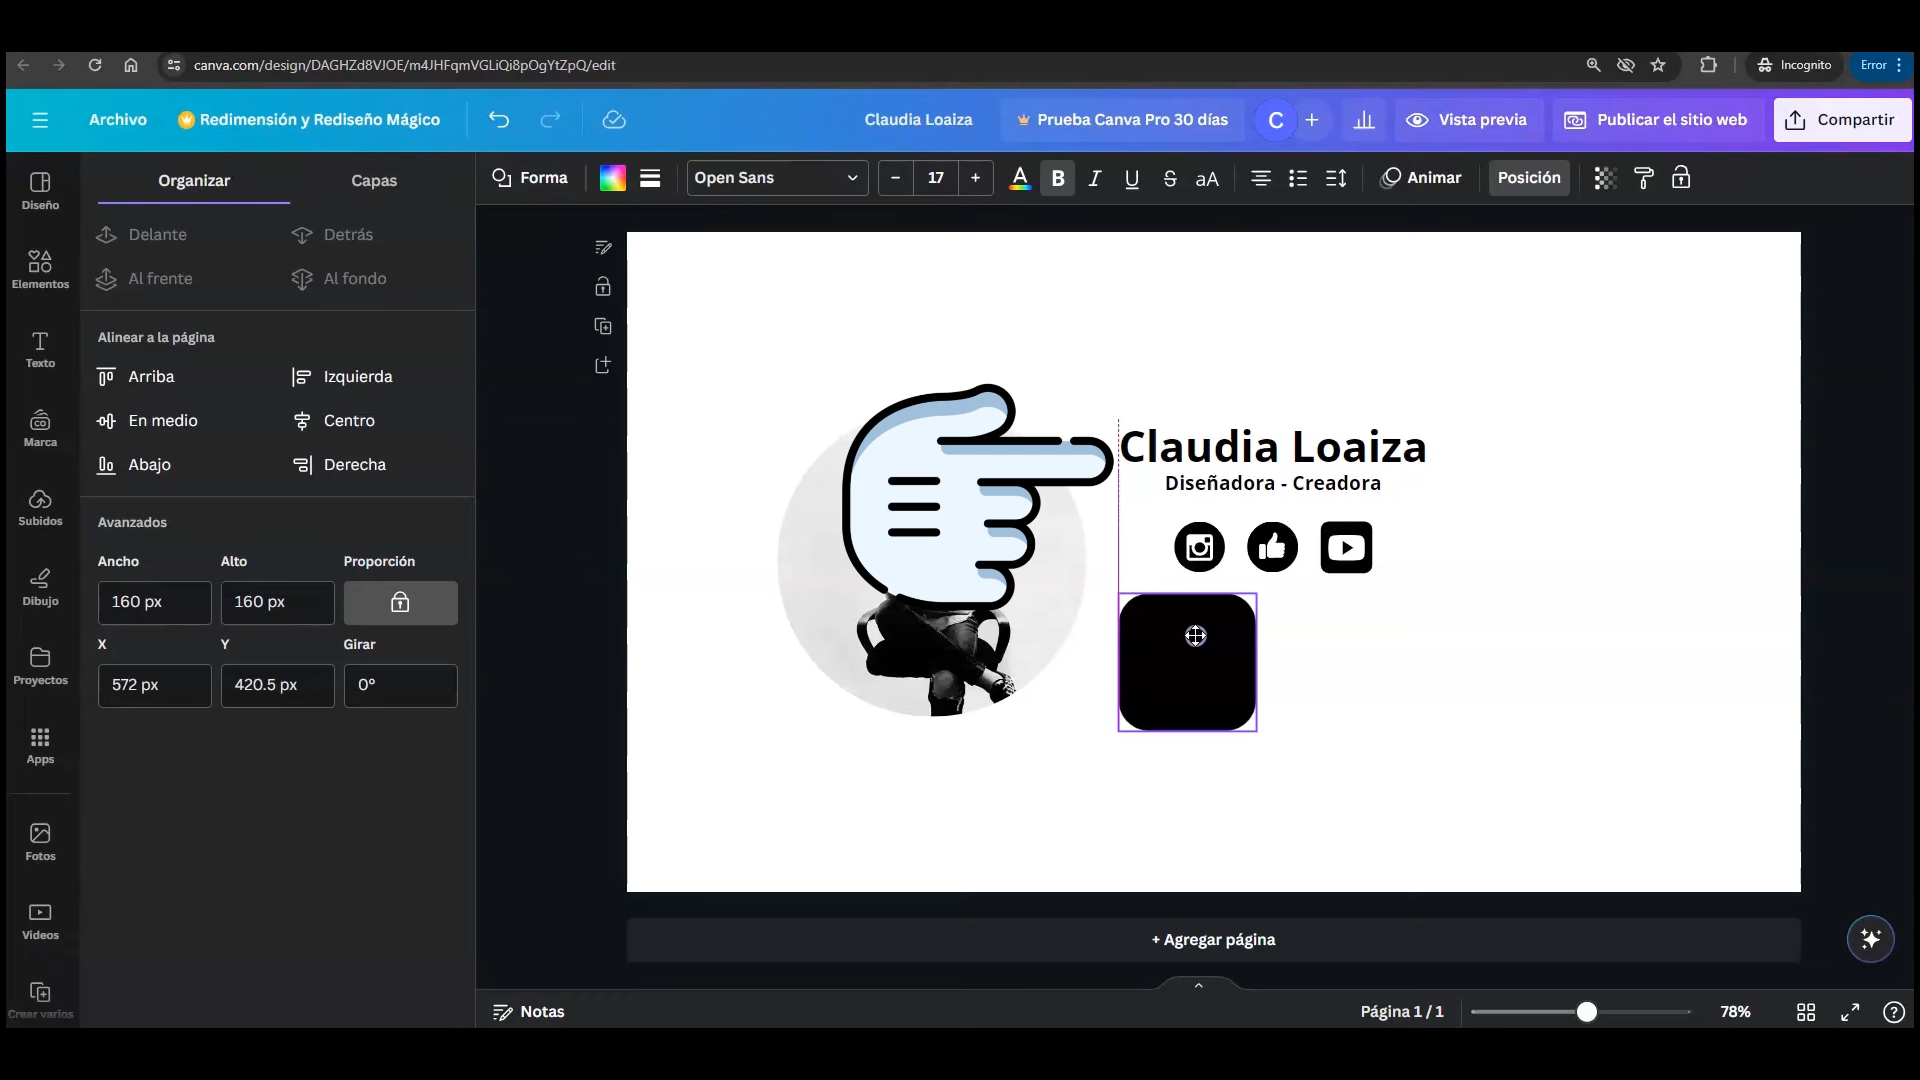 canva.com/design/DAGHZd8VJOE/m4JHFqmVGLiQi8pOgYtZpQ/edit
Incognito
Error
Archivo
Redimensión y Rediseño Mágico
Claudia Loaiza
Prueba Canva Pro 30 días
C
Vista previa
Publicar el sitio web
Compartir
Diseño
Elementos
Texto
Marca
Subidos
Dibujo
Proyectos
Apps
Fotos
Videos
Crear varios
Organizar
Capas
Delante
Detrás
Al frente
Al fondo
Alinear a la página
Arriba
Izquierda
En medio
Centro
Abajo
Derecha
Avanzados
Ancho
Alto
Proporción
160 px
160 px
X
Y
Girar
572 px
420.5 px
0°
Forma
Open Sans
17
A
B
I
U
S
aA
Animar
Posición
Claudia Loaiza
Diseñadora - Creadora
+ Agregar página
Notas
Página 1 / 1
78%